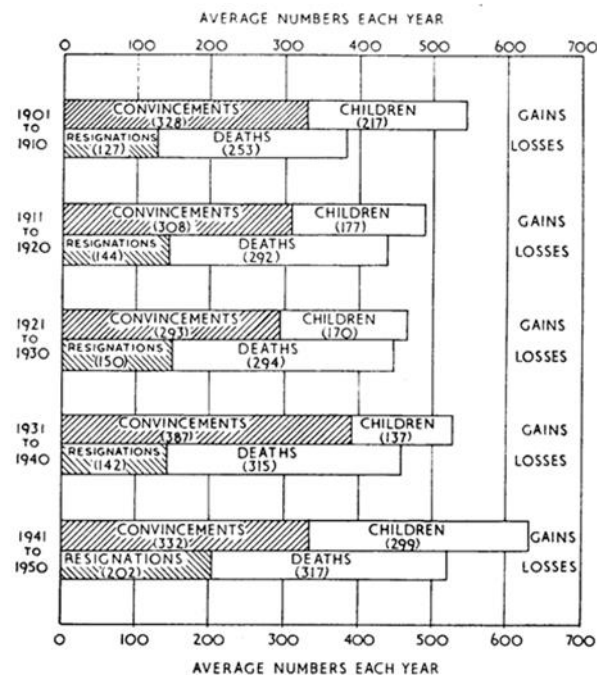 AVERAGE NUMBERS EACH YEAR
0 100 200 300 400 500 600 700
1901 TO 1910
CONVINCEMENTS (328) CHILDREN (217) GAINS
RESIGNATIONS (127) DEATHS (253) LOSSES
1911 TO 1920
CONVINCEMENTS (308) CHILDREN (177) GAINS
RESIGNATIONS (144) DEATHS (292) LOSSES
1921 TO 1930
CONVINCEMENTS (293) CHILDREN (170) GAINS
RESIGNATIONS (150) DEATHS (294) LOSSES
1931 TO 1940
CONVINCEMENTS (387) CHILDREN (137) GAINS
RESIGNATIONS (142) DEATHS (315) LOSSES
1941 TO 1950
CONVINCEMENTS (332) CHILDREN (299) GAINS
RESIGNATIONS (202) DEATHS (317) LOSSES
0 100 200 300 400 500 600 700
AVERAGE NUMBERS EACH YEAR